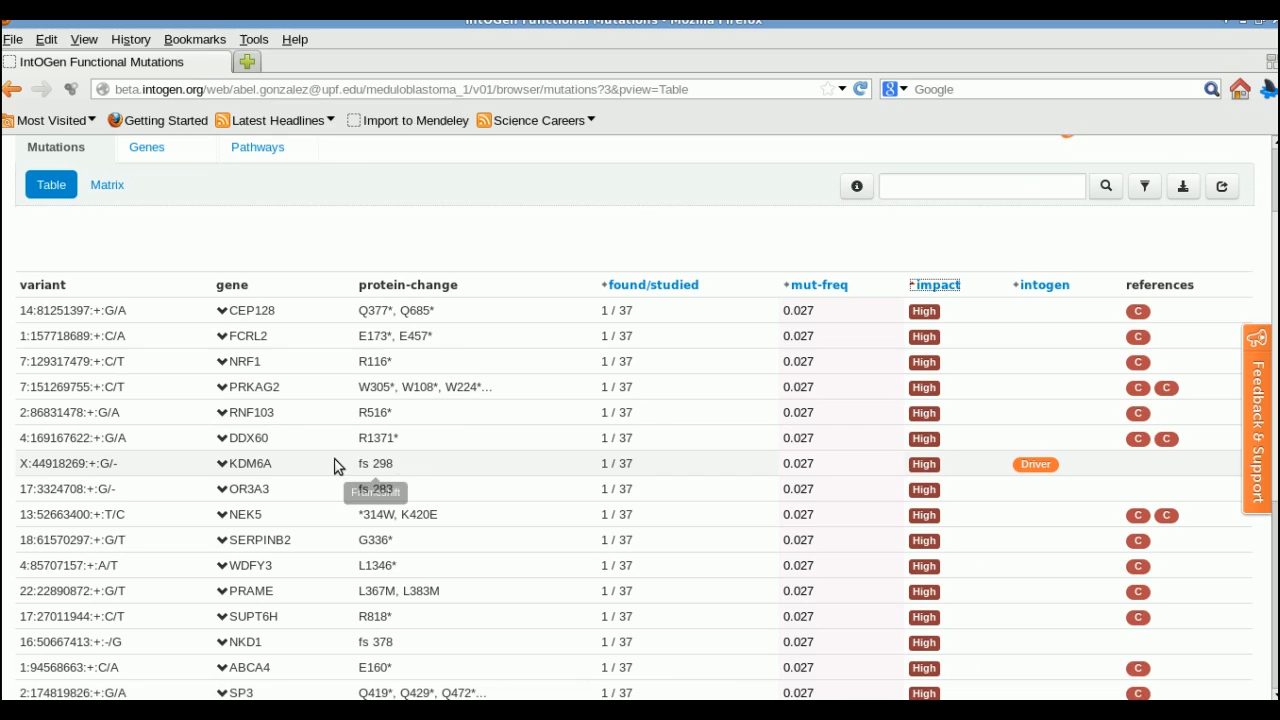 IntOGen Functional Mutations - Mozilla Firefox
File Edit View History Bookmarks Tools Help
IntOGen Functional Mutations
beta.intogen.org/web/abel.gonzalez@upf.edu/meduloblastoma_1/v01/browser/mutations?3&pview=Table Google
Most Visited Getting Started Latest Headlines Import to Mendeley Science Careers
Mutations Genes Pathways
Table Matrix
variant gene protein-change found/studied mut-freq impact intogen references
14:81251397:+:G/A CEP128 Q377*, Q685* 1 / 37 0.027 High C
1:157718689:+:C/A FCRL2 E173*, E457* 1 / 37 0.027 High C
7:129317479:+:C/T NRF1 R116* 1 / 37 0.027 High C
7:151269755:+:C/T PRKAG2 W305*, W108*, W224*... 1 / 37 0.027 High C C
2:86831478:+:G/A RNF103 R516* 1 / 37 0.027 High C
4:169167622:+:G/A DDX60 R1371* 1 / 37 0.027 High C C
X:44918269:+:G/- KDM6A fs 298 1 / 37 0.027 High Driver
17:3324708:+:G/- OR3A3 fs 283 1 / 37 0.027 High
Frameshift
13:52663400:+:T/C NEK5 *314W, K420E 1 / 37 0.027 High C C
18:61570297:+:G/T SERPINB2 G336* 1 / 37 0.027 High C
4:85707157:+:A/T WDFY3 L1346* 1 / 37 0.027 High C
22:22890872:+:G/T PRAME L367M, L383M 1 / 37 0.027 High C
17:27011944:+:C/T SUPT6H R818* 1 / 37 0.027 High C
16:50667413:+:-/G NKD1 fs 378 1 / 37 0.027 High
1:94568663:+:C/A ABCA4 E160* 1 / 37 0.027 High C
2:174819826:+:G/A SP3 Q419*, Q429*, Q472*... 1 / 37 0.027 High C
Feedback & Support